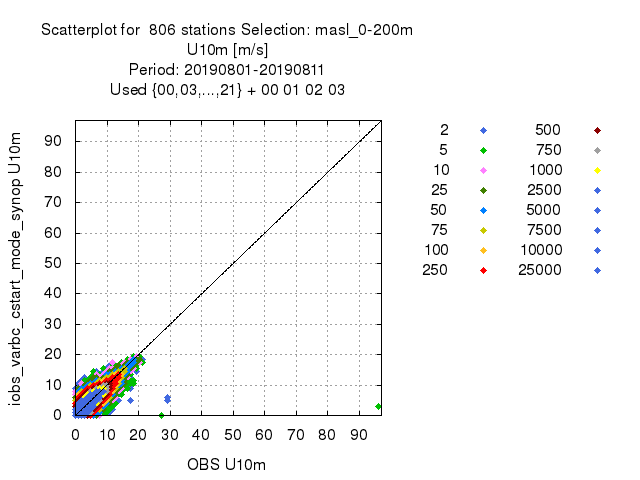 Scatterplot for 806 stations Selection: masl_0-200m
U10m [m/s]
Period: 20190801-20190811
Used {00,03,...,21} + 00 01 02 03
iobs_varbc_cstart_mode_synop U10m
90
80
70
60
50
40
30
20
10
0
0 10 20 30 40 50 60 70 80 90
OBS U10m
2 500
5 750
10 1000
25 2500
50 5000
75 7500
100 10000
250 25000